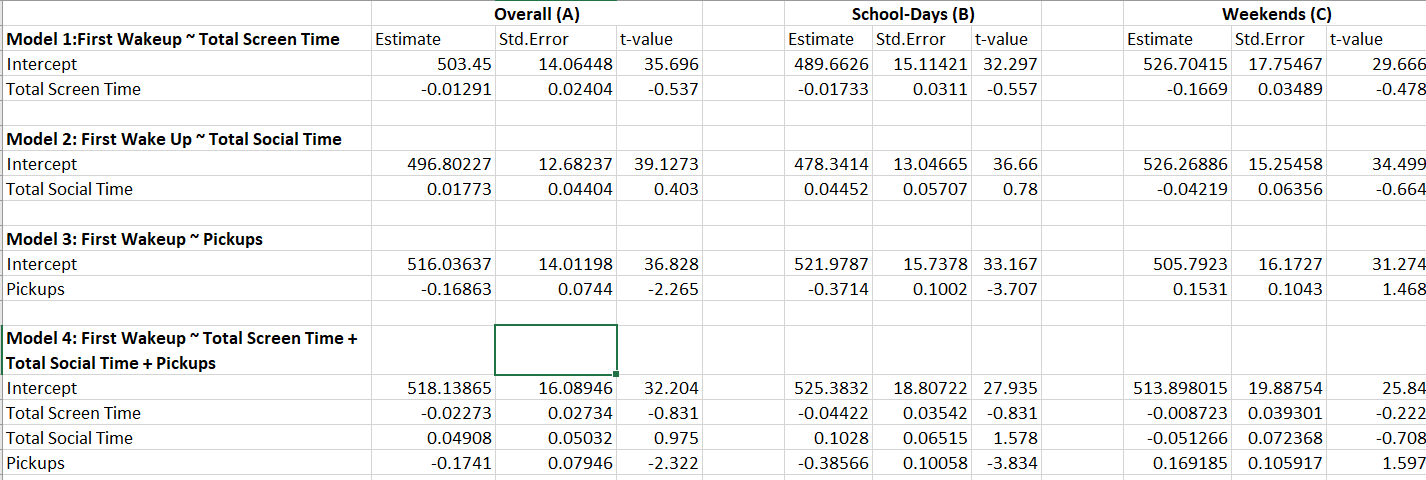 Overall (A) School-Days (B) Weekends (C)
Model 1:First Wakeup ~ Total Screen Time Estimate Std.Error t-value Estimate Std.Error t-value Estimate Std.Error t-value
Intercept 503.45 14.06448 35.696 489.6626 15.11421 32.297 526.70415 17.75467 29.666
Total Screen Time -0.01291 0.02404 -0.537 -0.01733 0.0311 -0.557 -0.1669 0.03489 -0.478
Model 2: First Wake Up ~ Total Social Time
Intercept 496.80227 12.68237 39.1273 478.3414 13.04665 36.66 526.26886 15.25458 34.499
Total Social Time 0.01773 0.04404 0.403 0.04452 0.05707 0.78 -0.04219 0.06356 -0.664
Model 3: First Wakeup ~ Pickups
Intercept 516.03637 14.01198 36.828 521.9787 15.7378 33.167 505.7923 16.1727 31.274
Pickups -0.16863 0.0744 -2.265 -0.3714 0.1002 -3.707 0.1531 0.1043 1.468
Model 4: First Wakeup ~ Total Screen Time +
Total Social Time + Pickups
Intercept 518.13865 16.08946 32.204 525.3832 18.80722 27.935 513.898015 19.88754 25.84
Total Screen Time -0.02273 0.02734 -0.831 -0.04422 0.03542 -0.831 -0.008723 0.039301 -0.222
Total Social Time 0.04908 0.05032 0.975 0.1028 0.06515 1.578 -0.051266 0.072368 -0.708
Pickups -0.1741 0.07946 -2.322 -0.38566 0.10058 -3.834 0.169185 0.105917 1.597